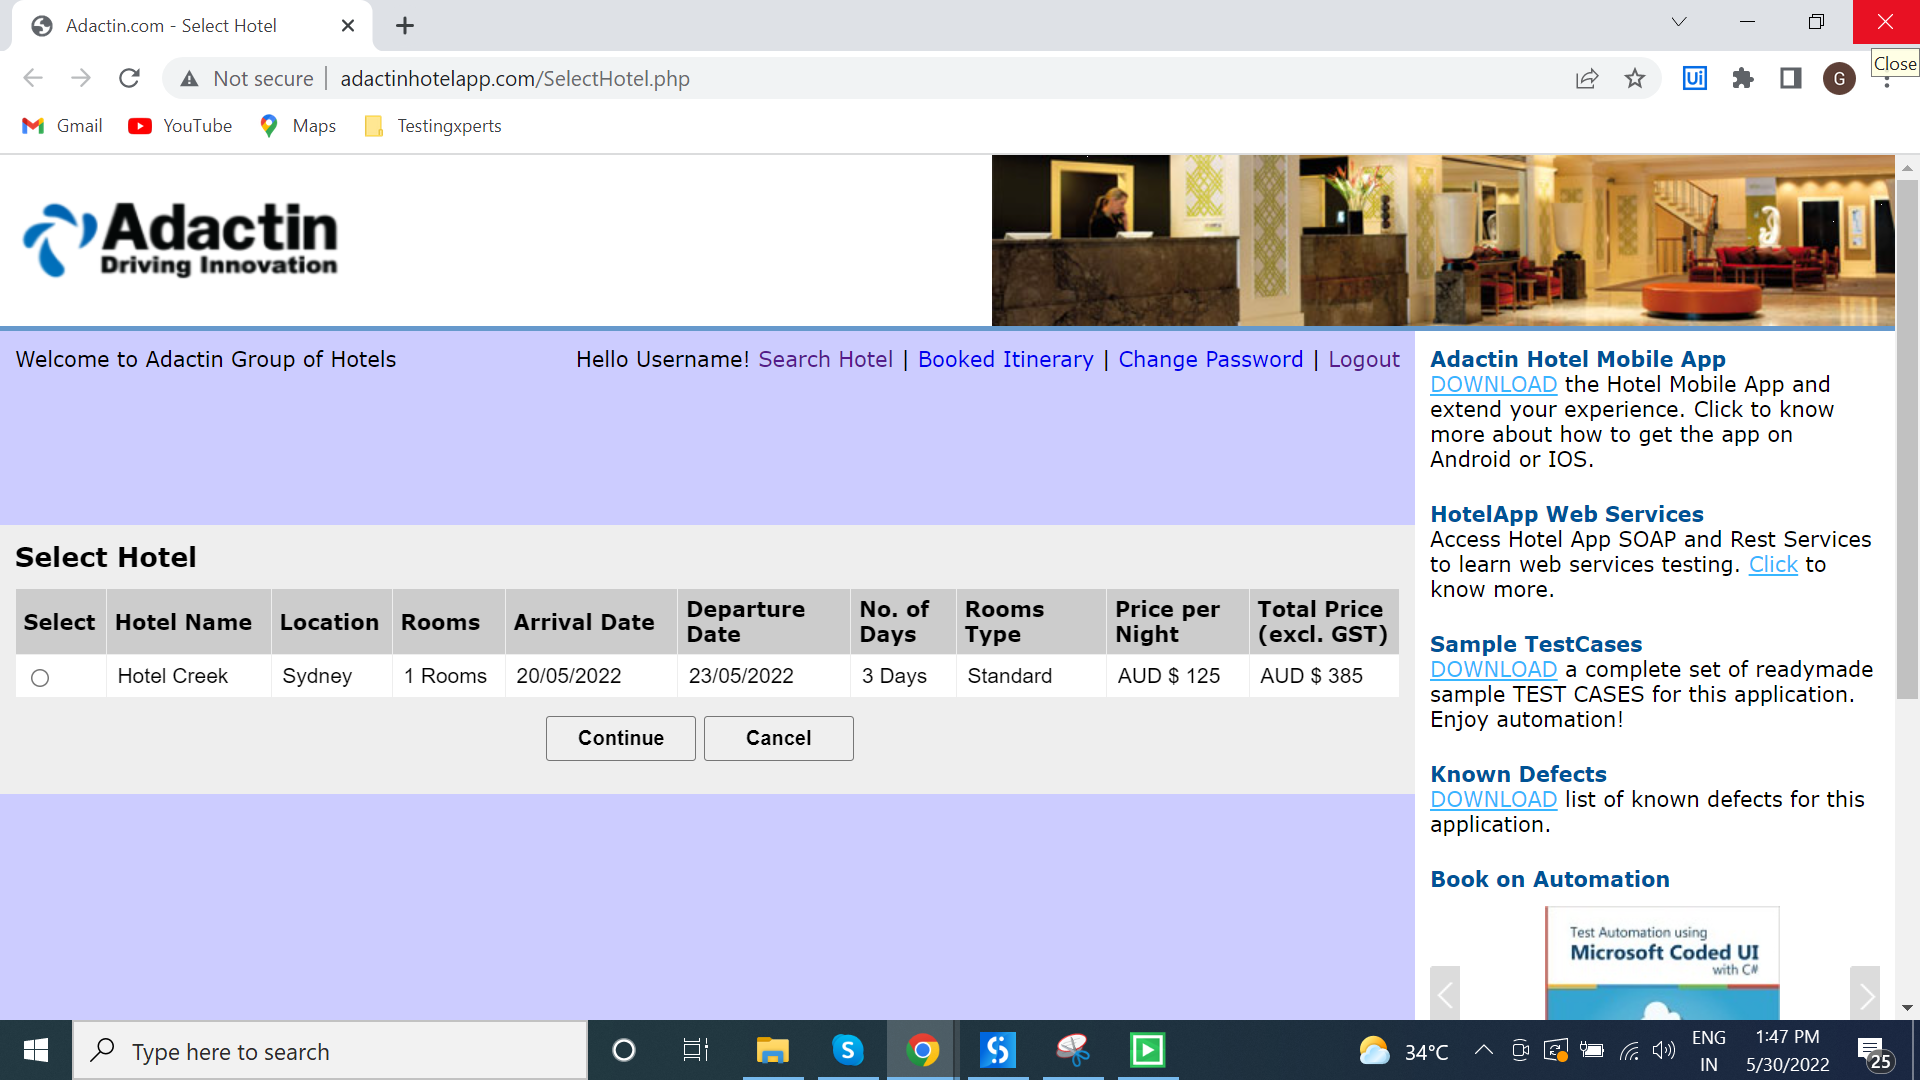 Adactin.com - Select Hotel
Close
Not secure | adactinhotelapp.com/SelectHotel.php
Ui
G
Gmail
YouTube
Maps
Testingxperts
Adactin
Driving Innovation
Welcome to Adactin Group of Hotels
Hello Username! Search Hotel | Booked Itinerary | Change Password | Logout
Select Hotel
Select Hotel Name Location Rooms Arrival Date Departure Date No. of Days Rooms Type Price per Night Total Price (excl. GST)
Hotel Creek Sydney 1 Rooms 20/05/2022 23/05/2022 3 Days Standard AUD $ 125 AUD $ 385
Continue Cancel
Adactin Hotel Mobile App
DOWNLOAD the Hotel Mobile App and
extend your experience. Click to know
more about how to get the app on
Android or IOS.
HotelApp Web Services
Access Hotel App SOAP and Rest Services
to learn web services testing. Click to
know more.
Sample TestCases
DOWNLOAD a complete set of readymade
sample TEST CASES for this application.
Enjoy automation!
Known Defects
DOWNLOAD list of known defects for this
application.
Book on Automation
Test Automation using
Microsoft Coded UI
with C#
Type here to search
34°C
ENG
IN
1:47 PM
5/30/2022
25